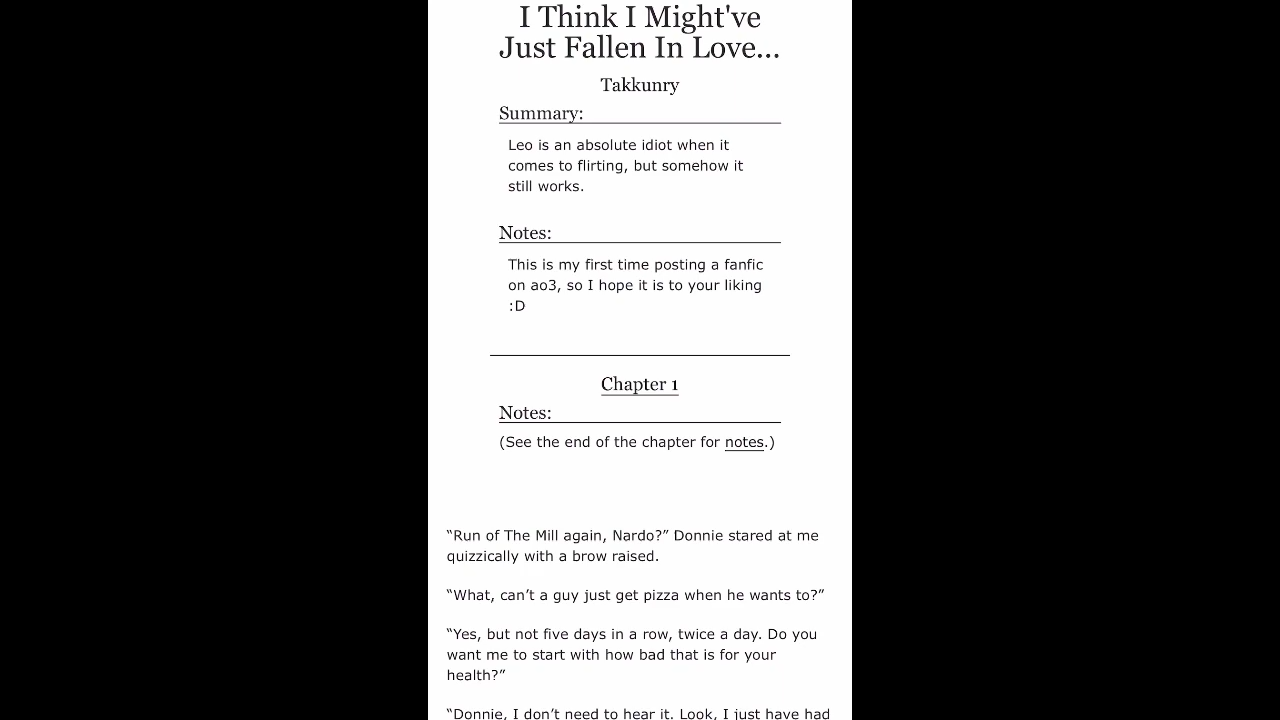 I Think I Might've
Just Fallen In Love...
Takkunry
Summary:
Leo is an absolute idiot when it
comes to flirting, but somehow it
still works.
Notes:
This is my first time posting a fanfic
on ao3, so I hope it is to your liking
:D
Chapter 1
Notes:
(See the end of the chapter for notes.)
“Run of The Mill again, Nardo?” Donnie stared at me
quizzically with a brow raised.
“What, can’t a guy just get pizza when he wants to?”
“Yes, but not five days in a row, twice a day. Do you
want me to start with how bad that is for your
health?”
“Donnie, I don’t need to hear it. Look, I just have had